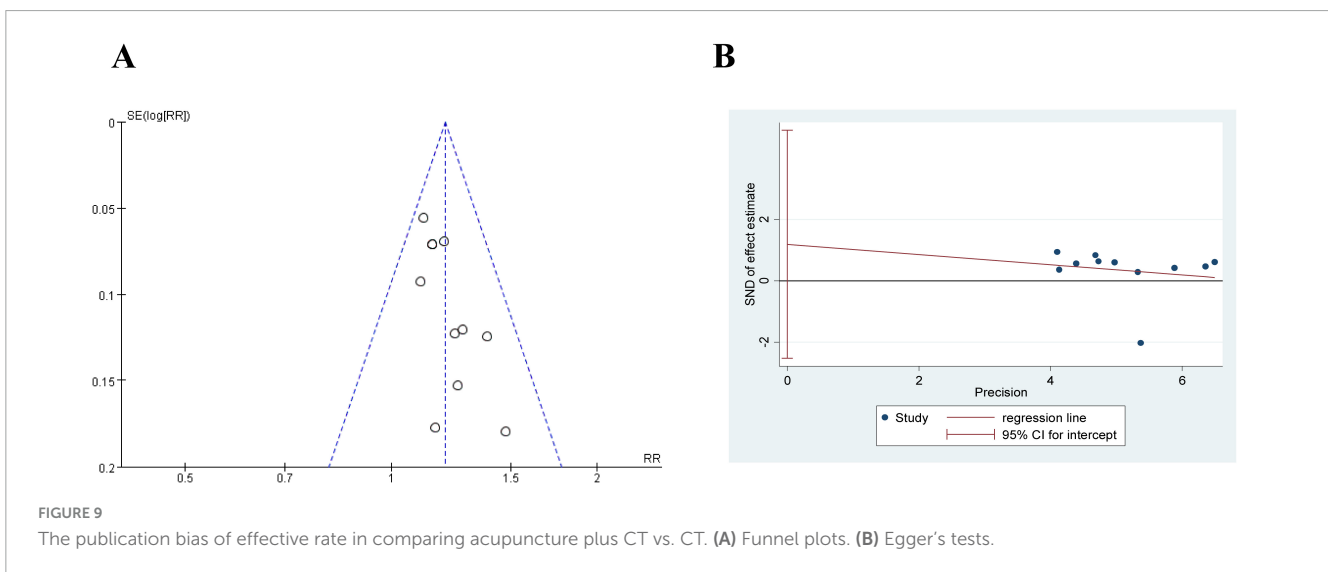 A
B
SE(log[RR])
0
0.05
0.1
0.15
0.2
RR
0.5
0.7
1
1.5
2
SND of effect estimate
2
0
-2
0
2
4
6
Precision
Study
regression line
95% CI for intercept
FIGURE 9
The publication bias of effective rate in comparing acupuncture plus CT vs. CT. (A) Funnel plots. (B) Egger’s tests.